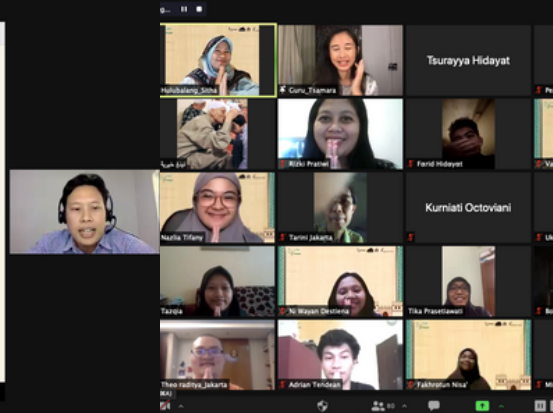 Hulubalang_Sitha
Guru_Tsamara
Tsurayya Hidayat
Rizki Pratiwi
Farid Hidayat
Nazlia Tifany
Tarini Jakarta
Kurniati Octoviani
Tazqia
Ni Wayan Destiena
Tika Prasetiawati
Theo raditya_Jakarta
Adrian Tendean
Fakhrotun Nisa'